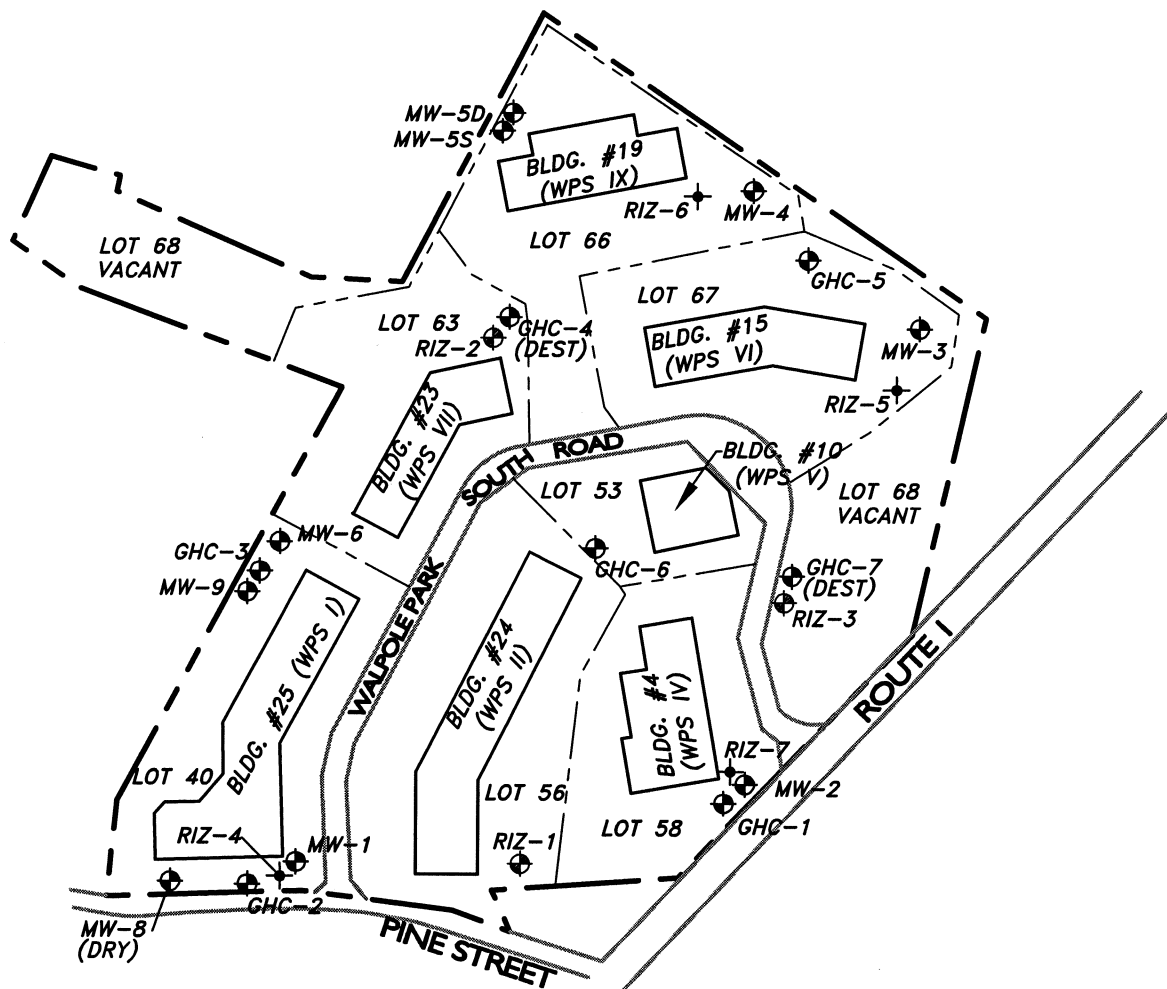 MW-5D
MW-5S
BLDG. #19
(WPS IX)
RIZ-6
MW-4
LOT 68
VACANT
LOT 66
GHC-5
LOT 67
LOT 63
GHC-4
(DEST)
RIZ-2
BLDG. #15
(WPS VI)
MW-3
RIZ-5
BLDG. #23
(WPS VII)
SOUTH ROAD
BLDG. #10
(WPS V)
LOT 53
LOT 68
VACANT
MW-6
GHC-3
MW-9
GHC-6
GHC-7
(DEST)
RIZ-3
WALPOLE PARK
BLDG. #24
(WPS II)
BLDG. #25 (WPS I)
ROUTE 1
BLDG. #4
(WPS IV)
RIZ-7
MW-2
GHC-1
LOT 40
LOT 56
LOT 58
RIZ-4
MW-1
RIZ-1
GHC-2
MW-8
(DRY)
PINE STREET